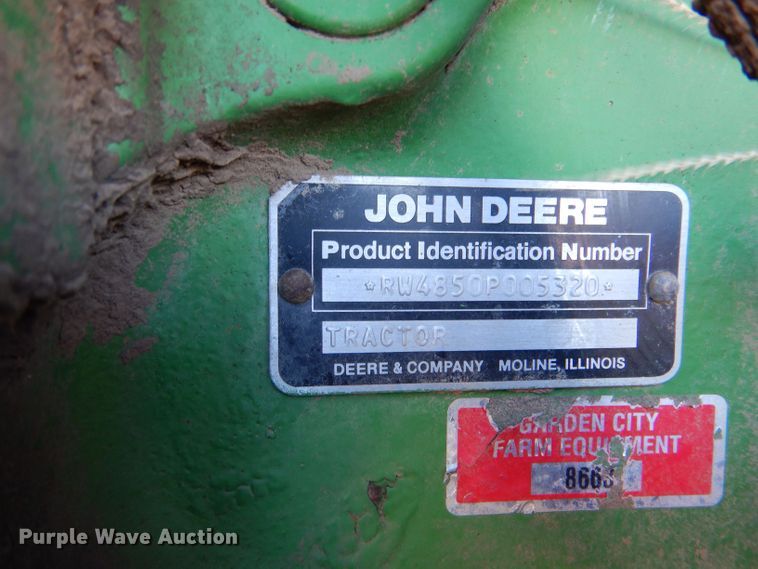 JOHN DEERE
Product Identification Number
*RW4850P005320*
TRACTOR
DEERE & COMPANY MOLINE, ILLINOIS
GARDEN CITY
FARM EQUIPMENT
Purple Wave Auction